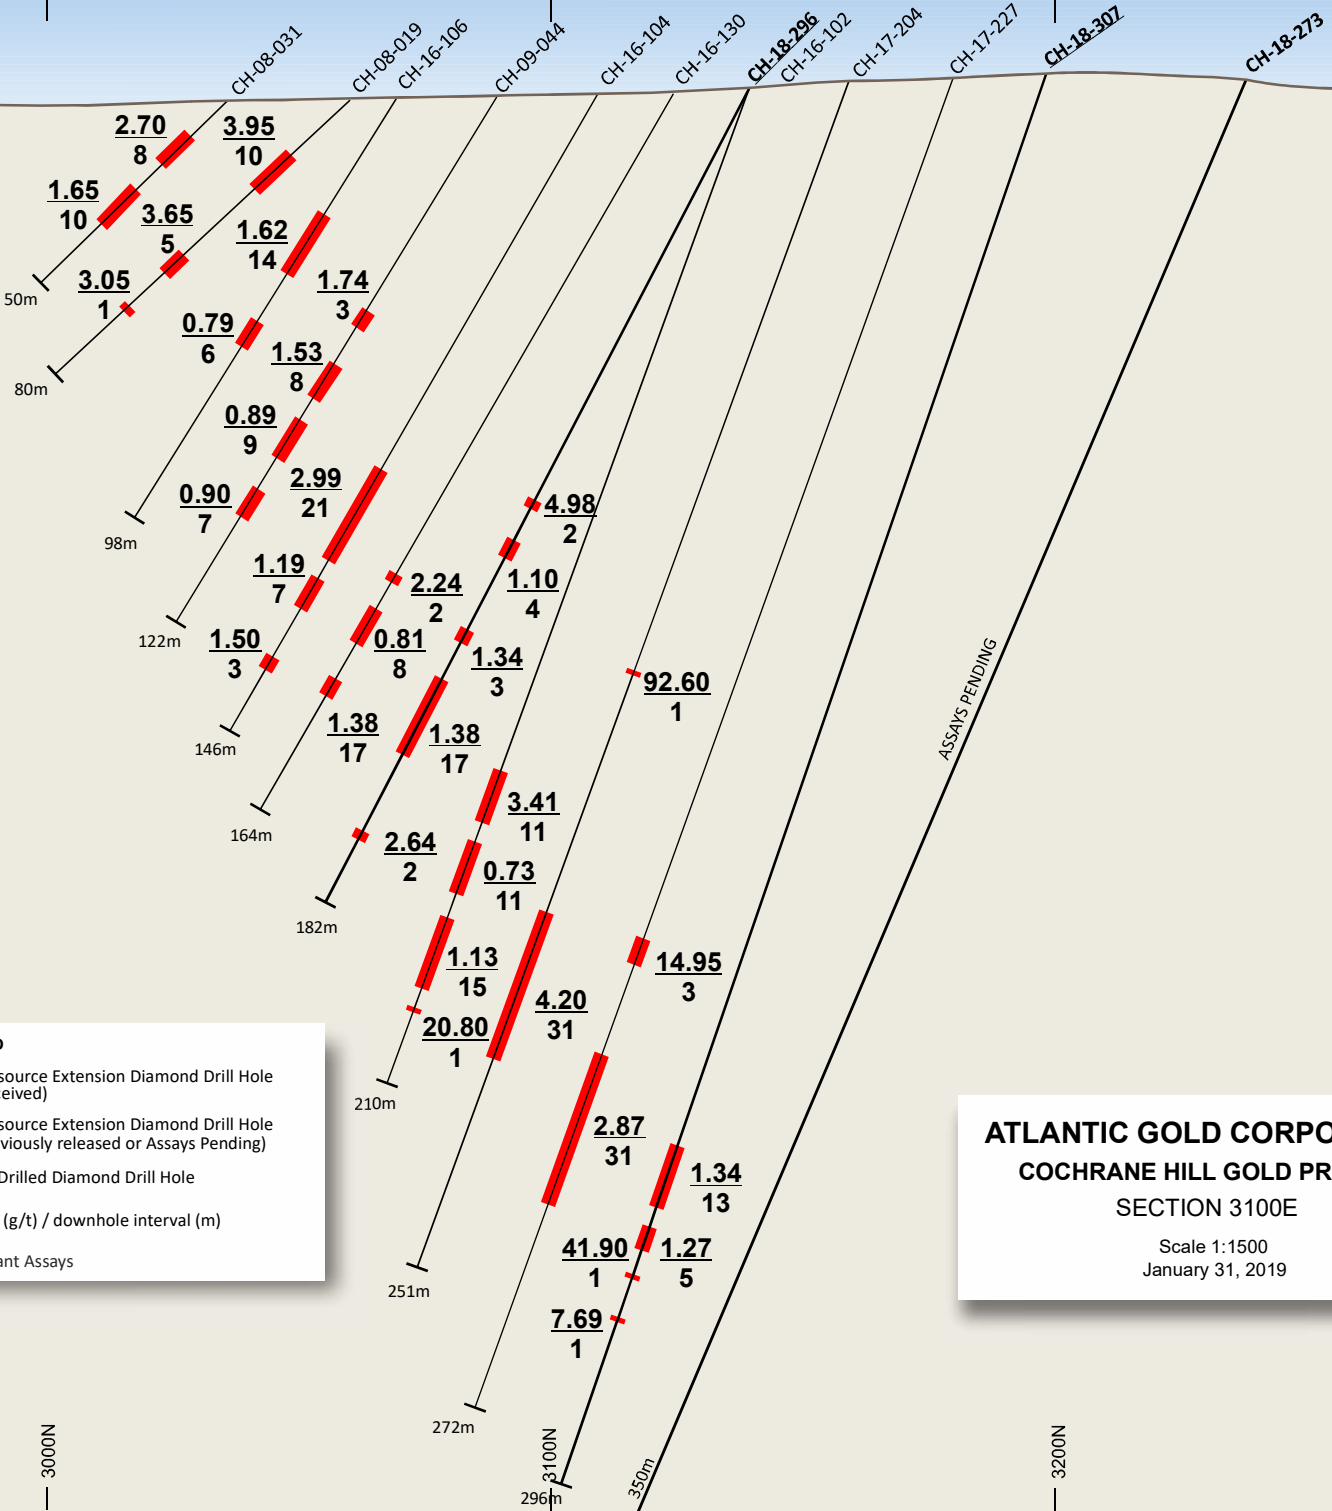 CH-08-031
CH-08-019
CH-16-106
CH-09-044
CH-16-104
CH-16-130
CH-18-296
CH-16-102
CH-17-204
CH-17-227
CH-18-307
CH-18-273
2.70
8
3.95
10
1.65
10
3.65
5
3.05
1
50m
80m
1.62
14
0.79
6
98m
1.74
3
1.53
8
0.89
9
0.90
7
122m
2.99
21
1.19
7
1.50
3
146m
2.24
2
0.81
8
1.38
17
164m
4.98
2
1.10
4
1.34
3
1.38
17
2.64
2
182m
3.41
11
0.73
11
1.13
15
20.80
1
210m
92.60
1
4.20
31
251m
14.95
3
2.87
31
272m
1.34
13
1.27
5
41.90
1
7.69
1
296m
ASSAYS PENDING
350m
source Extension Diamond Drill Hole
ceived)
source Extension Diamond Drill Hole
viously released or Assays Pending)
Drilled Diamond Drill Hole
(g/t) / downhole interval (m)
ant Assays
ATLANTIC GOLD CORPO
COCHRANE HILL GOLD PR
SECTION 3100E
Scale 1:1500
January 31, 2019
3000N
3100N
3200N